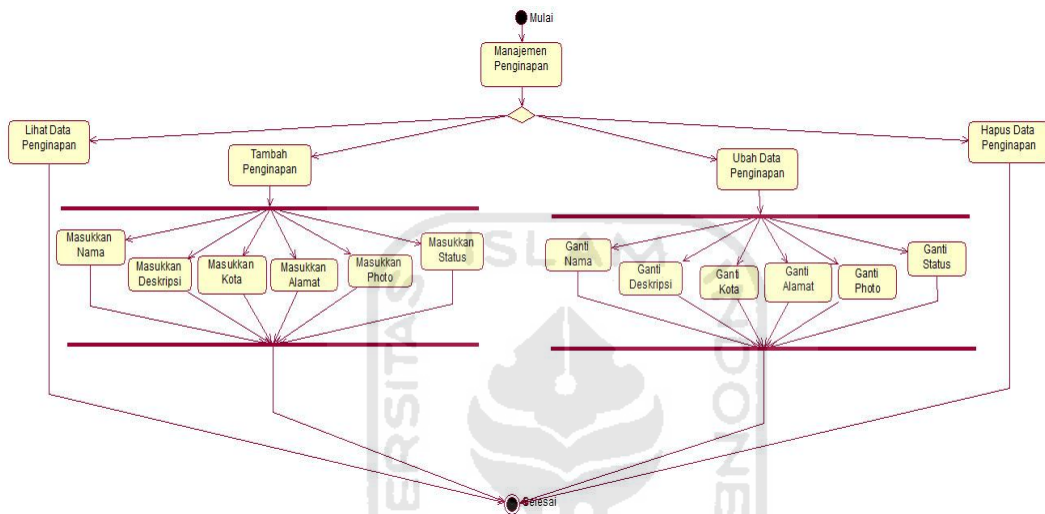 Mulai
Manajemen
Penginapan
Lihat Data
Penginapan
Tambah
Penginapan
Ubah Data
Penginapan
Hapus Data
Penginapan
Masukkan
Nama
Masukkan
Deskripsi
Masukkan
Kota
Masukkan
Alamat
Masukkan
Photo
Masukkan
Status
Ganti
Nama
Ganti
Deskripsi
Ganti
Kota
Ganti
Alamat
Ganti
Photo
Ganti
Status
ISLAM
Selesai